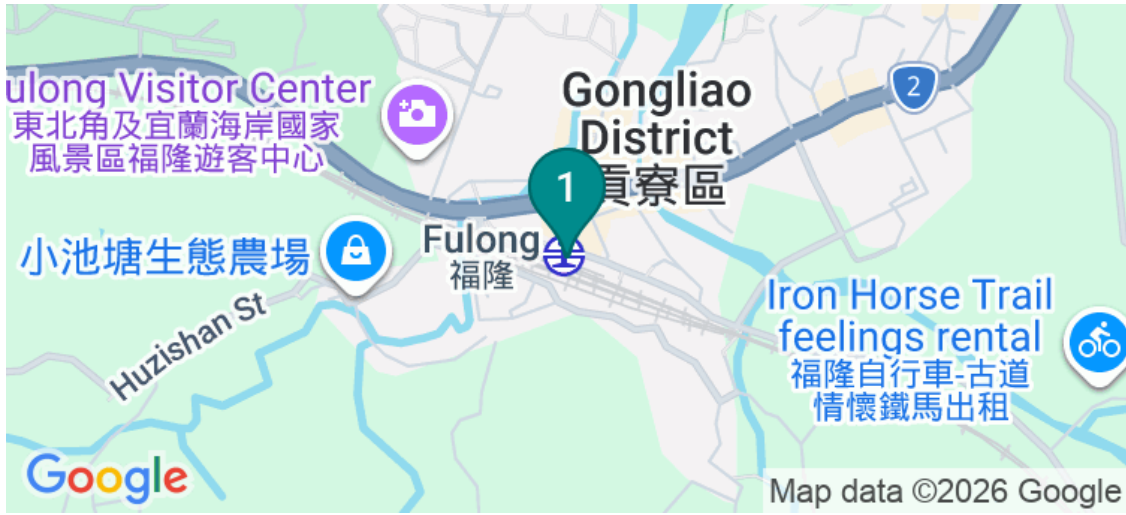 ulong Visitor Center
東北角及宜蘭海岸國家
風景區福隆遊客中心
Gongliao
District
貢寮區
2
1
Fulong
福隆
小池塘生態農場
Huzishan St
Iron Horse Trail
feelings rental
福隆自行車-古道
情懷鐵馬出租
Google
Map data ©2026 Google